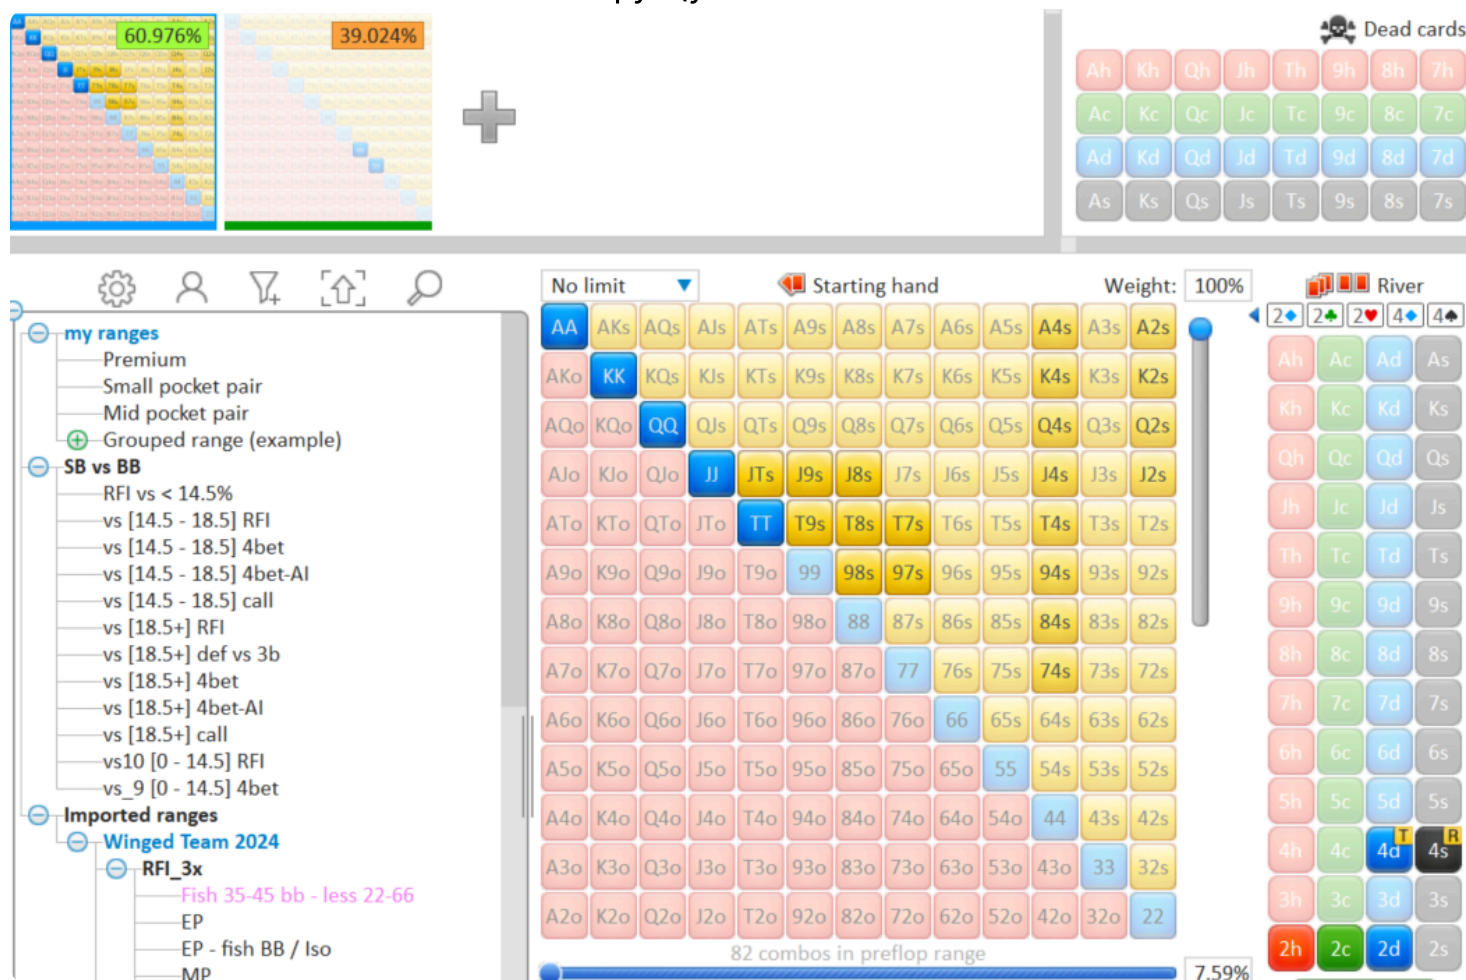 60.976%
39.024%
Dead cards
Ah Kh Qh Jh Th 9h 8h 7h
Ac Kc Qc Jc Tc 9c 8c 7c
Ad Kd Qd Jd Td 9d 8d 7d
As Ks Qs Js Ts 9s 8s 7s
No limit
Starting hand
Weight: 100%
River
2♦ 2♣ 2♥ 4♦ 4♠
my ranges
Premium
Small pocket pair
Mid pocket pair
Grouped range (example)
SB vs BB
RFI vs < 14.5%
vs [14.5 - 18.5] RFI
vs [14.5 - 18.5] 4bet
vs [14.5 - 18.5] 4bet-AI
vs [14.5 - 18.5] call
vs [18.5+] RFI
vs [18.5+] def vs 3b
vs [18.5+] 4bet
vs [18.5+] 4bet-AI
vs [18.5+] call
vs10 [0 - 14.5] RFI
vs_9 [0 - 14.5] 4bet
Imported ranges
Winged Team 2024
RFI_3x
Fish 35-45 bb - less 22-66
EP
EP - fish BB / Iso
MP
AA AKs AQs AJs ATs A9s A8s A7s A6s A5s A4s A3s A2s
AKo KK KQs KJs KTs K9s K8s K7s K6s K5s K4s K3s K2s
AQo KQo QQ QJs QTs Q9s Q8s Q7s Q6s Q5s Q4s Q3s Q2s
AJo KJo QJo JJ JTs J9s J8s J7s J6s J5s J4s J3s J2s
ATo KTo QTo JTo TT T9s T8s T7s T6s T5s T4s T3s T2s
A9o K9o Q9o J9o T9o 99 98s 97s 96s 95s 94s 93s 92s
A8o K8o Q8o J8o T8o 98o 88 87s 86s 85s 84s 83s 82s
A7o K7o Q7o J7o T7o 97o 87o 77 76s 75s 74s 73s 72s
A6o K6o Q6o J6o T6o 96o 86o 76o 66 65s 64s 63s 62s
A5o K5o Q5o J5o T5o 95o 85o 75o 65o 55 54s 53s 52s
A4o K4o Q4o J4o T4o 94o 84o 74o 64o 54o 44 43s 42s
A3o K3o Q3o J3o T3o 93o 83o 73o 63o 53o 43o 33 32s
A2o K2o Q2o J2o T2o 92o 82o 72o 62o 52o 42o 32o 22
82 combos in preflop range
7.59%
Ah Ac Ad As
Kh Kc Kd Ks
Qh Qc Qd Qs
Jh Jc Jd Js
Th Tc Td Ts
9h 9c 9d 9s
8h 8c 8d 8s
7h 7c 7d 7s
6h 6c 6d 6s
5h 5c 5d 5s
4h 4c 4d T 4s R
3h 3c 3d 3s
2h 2c 2d 2s